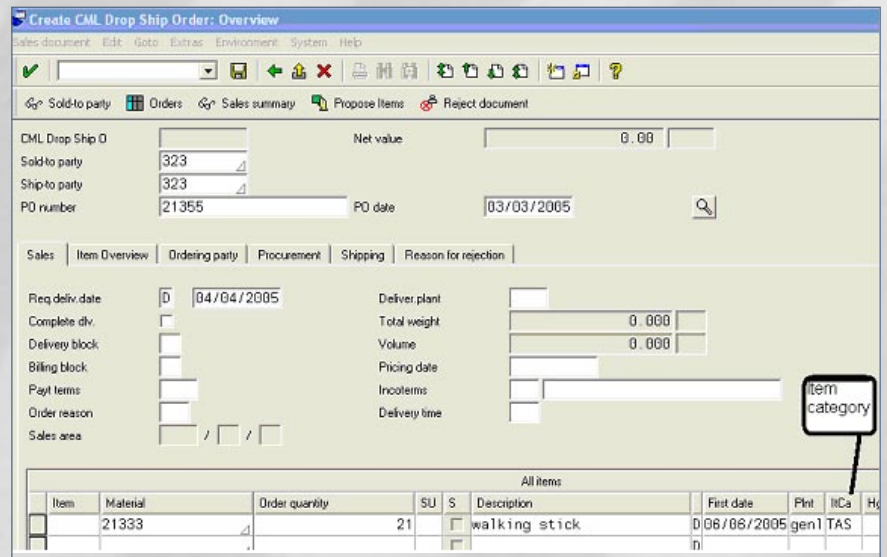 Create CML Drop Ship Order: Overview
Sales document Edit Goto Extras Environment System Help
Sold-to party Orders Sales summary Propose Items Reject document
CML Drop Ship O Net value 0.00
Sold-to party 323
Ship-to party 323
PO number 21355 PO date 03/03/2005
Sales Item Overview Ordering party Procurement Shipping Reason for rejection
Req.deliv.date D 04/04/2005 Deliver.plant
Complete dlv. Total weight 0.000
Delivery block Volume 0.000
Billing block Pricing date
Payt terms Incoterms
Order reason Delivery time
Sales area / /
item
category
All items
Item Material Order quantity SU S Description First date Plnt ItCa Hg
21333 21 walking stick D 06/06/2005 genl TAS
D